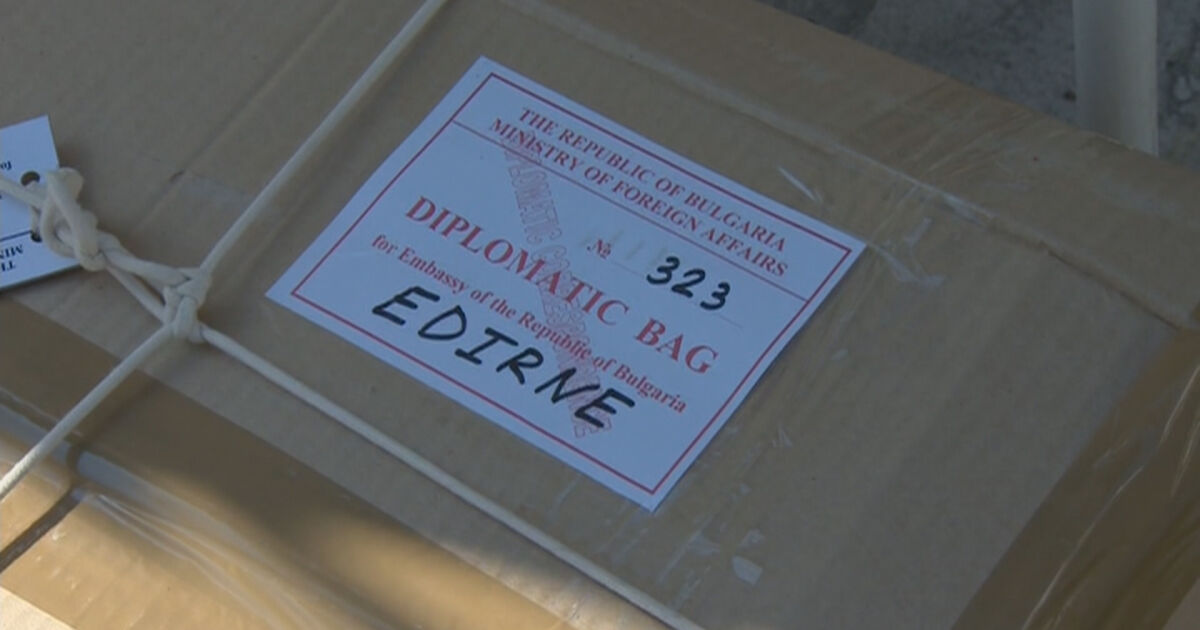 THE REPUBLIC OF BULGARIA
MINISTRY OF FOREIGN AFFAIRS
№ 323
DIPLOMATIC BAG
for Embassy of the Republic of Bulgaria
EDIRNE